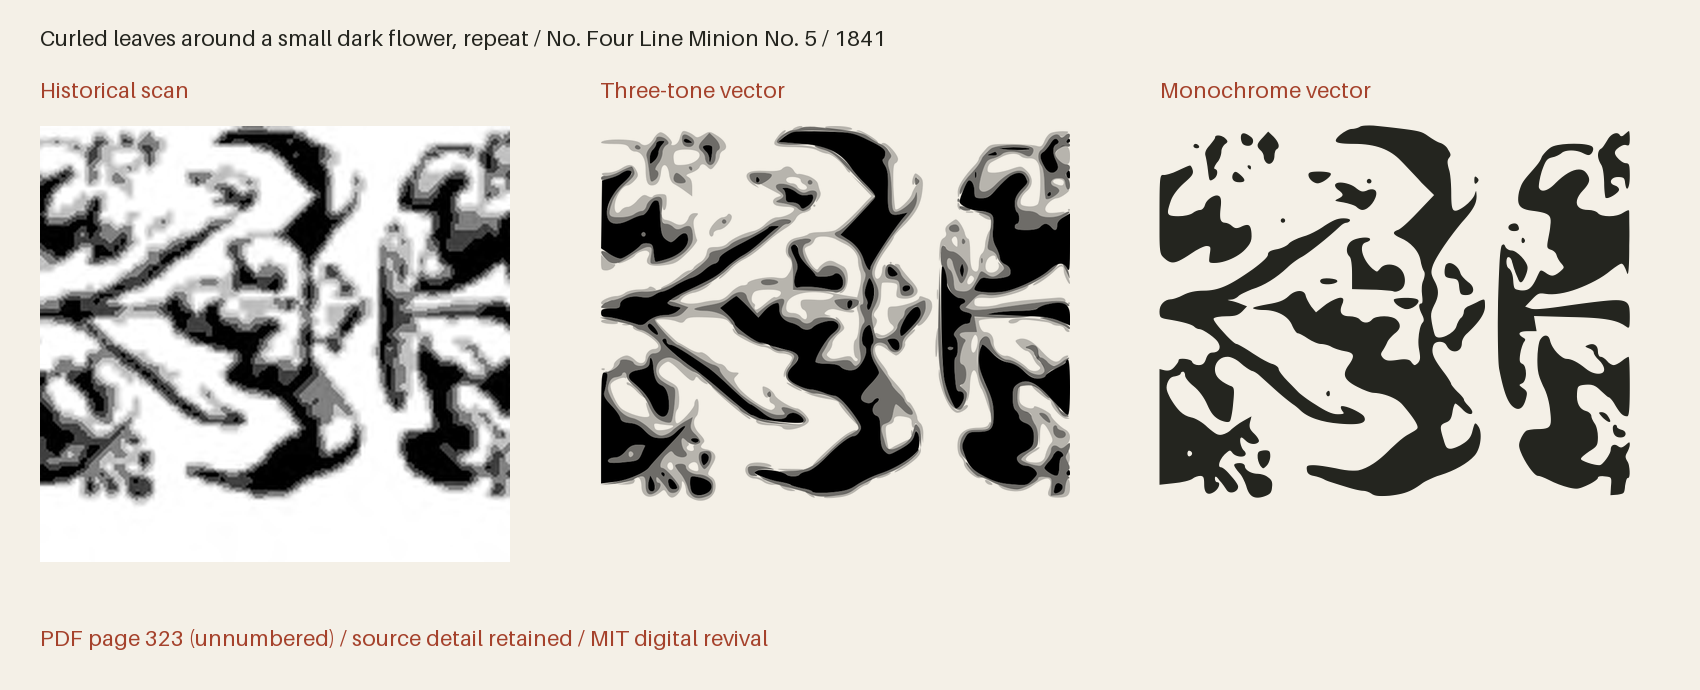 Curled leaves around a small dark flower, repeat / No. Four Line Minion No. 5 / 1841
Historical scan
Three-tone vector
Monochrome vector
PDF page 323 (unnumbered) / source detail retained / MIT digital revival